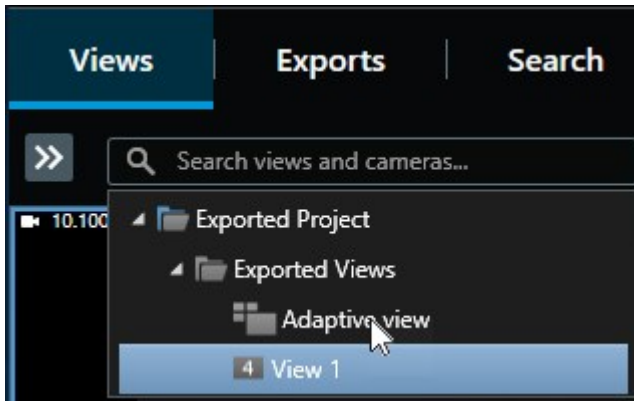 Views Exports Search
Search views and cameras...
10.100 Exported Project
Exported Views
Adaptive view
4 View 1